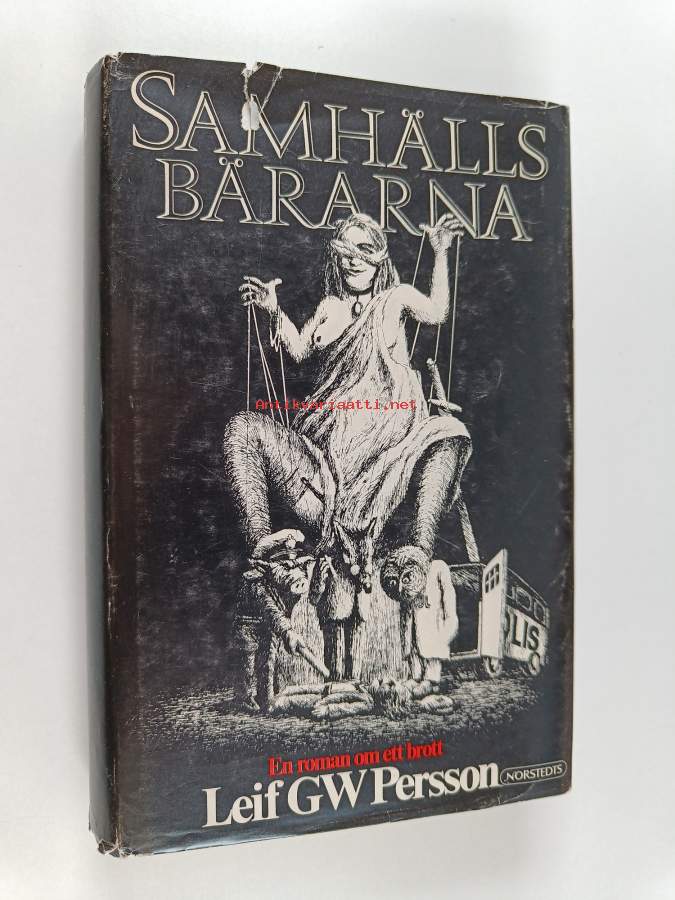 SAMHÄLLS
BÄRARNA
Antikvariaatti.net
LIS
En roman om ett brott
Leif GW Persson
NORSTEDTS